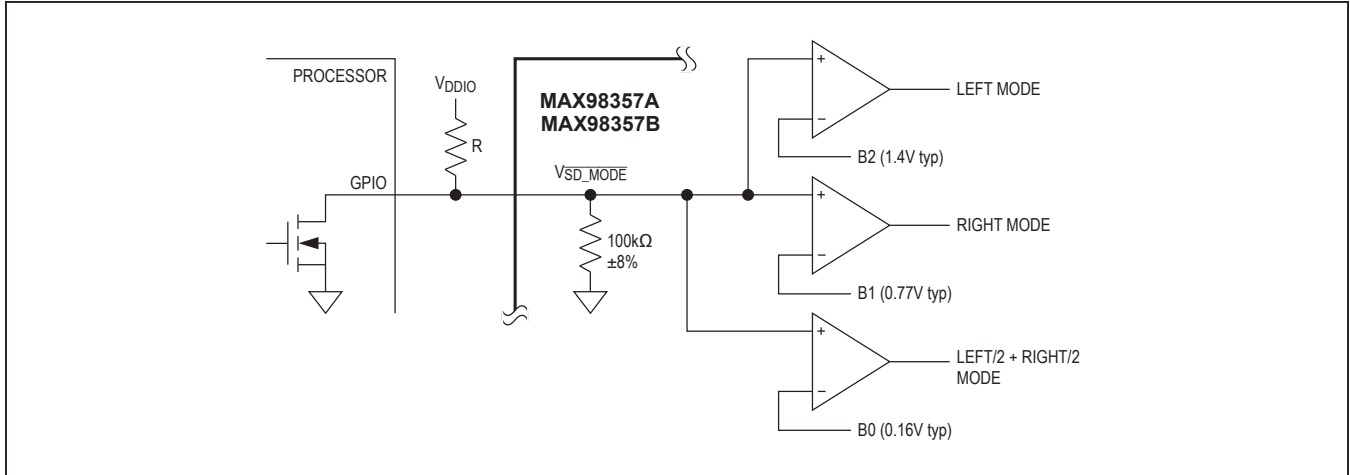 PROCESSOR
VDDIO
R
GPIO
MAX98357A
MAX98357B
VSD_MODE
100kΩ
±8%
+
−
LEFT MODE
B2 (1.4V typ)
+
−
RIGHT MODE
B1 (0.77V typ)
+
−
LEFT/2 + RIGHT/2
MODE
B0 (0.16V typ)